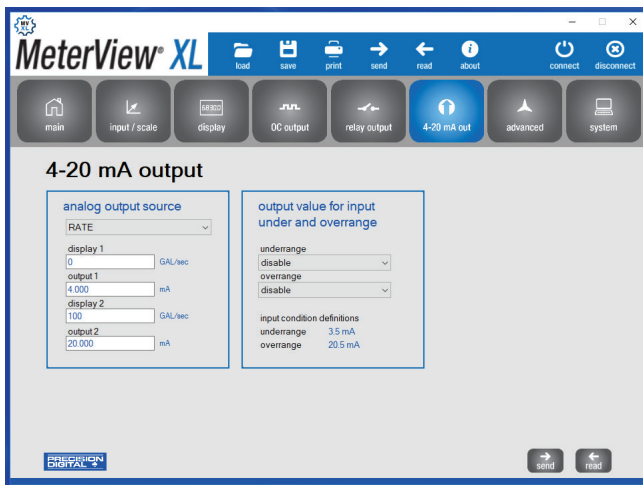 MV
XL
MeterView® XL
load save print send read about connect disconnect
main input / scale 68300 display OC output relay output 4-20 mA out advanced system
4-20 mA output
analog output source
RATE
display 1
0 GAL/sec
output 1
4.000 mA
display 2
100 GAL/sec
output 2
20.000 mA
output value for input
under and overrange
underrange
disable
overrange
disable
input condition definitions
underrange 3.5 mA
overrange 20.5 mA
PRECISION
DIGITAL
send read